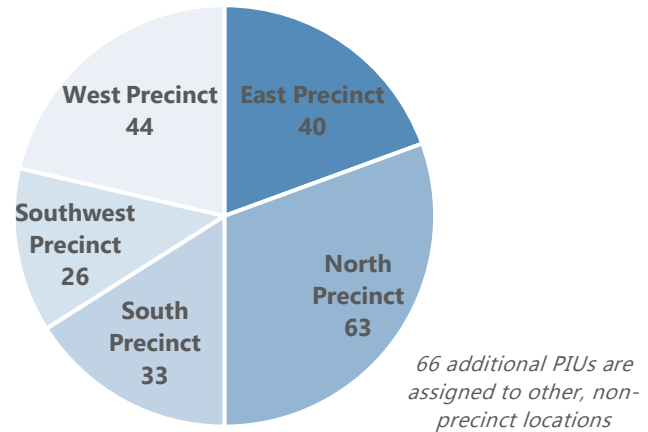 West Precinct
44
East Precinct
40
Southwest
Precinct
26
North
Precinct
63
South
Precinct
33
66 additional PIUs are
assigned to other, non-
precinct locations